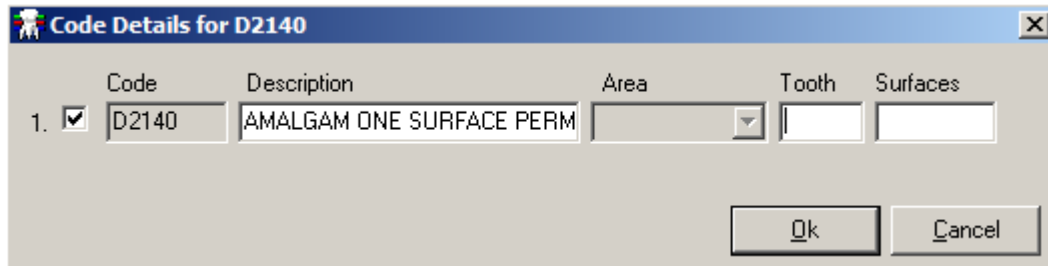 Code Details for D2140
Code Description Area Tooth Surfaces
1. D2140 AMALGAM ONE SURFACE PERM
Ok Cancel